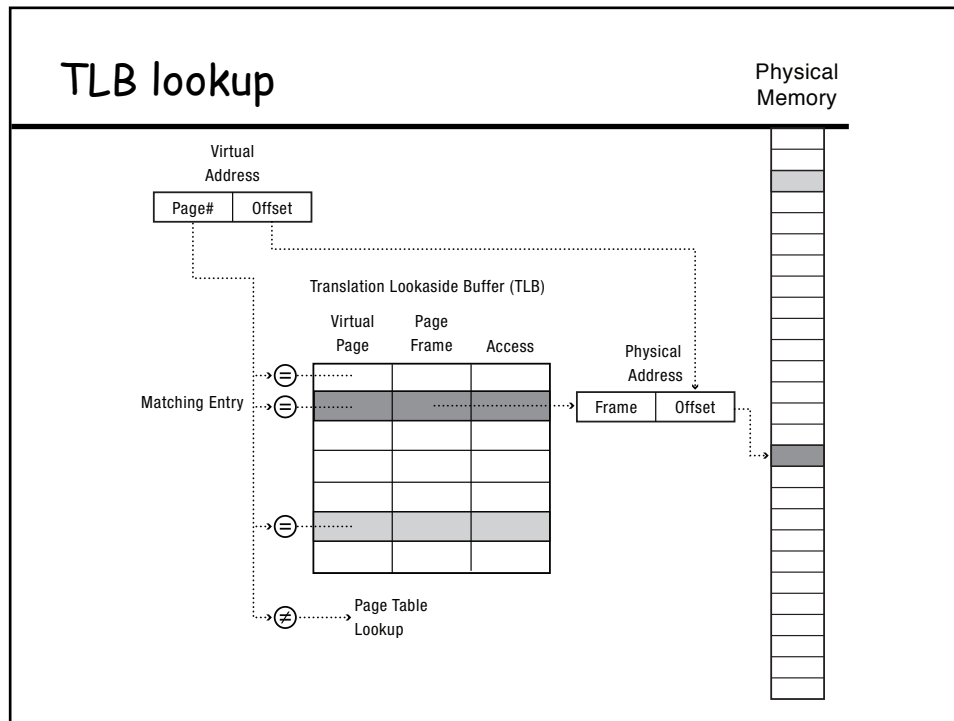 TLB lookup
Physical
Memory
Virtual
Address
Page#
Offset
Translation Lookaside Buffer (TLB)
Virtual
Page
Page
Frame
Access
Physical
Address
=
Matching Entry
=
Frame
Offset
=
≠
Page Table
Lookup